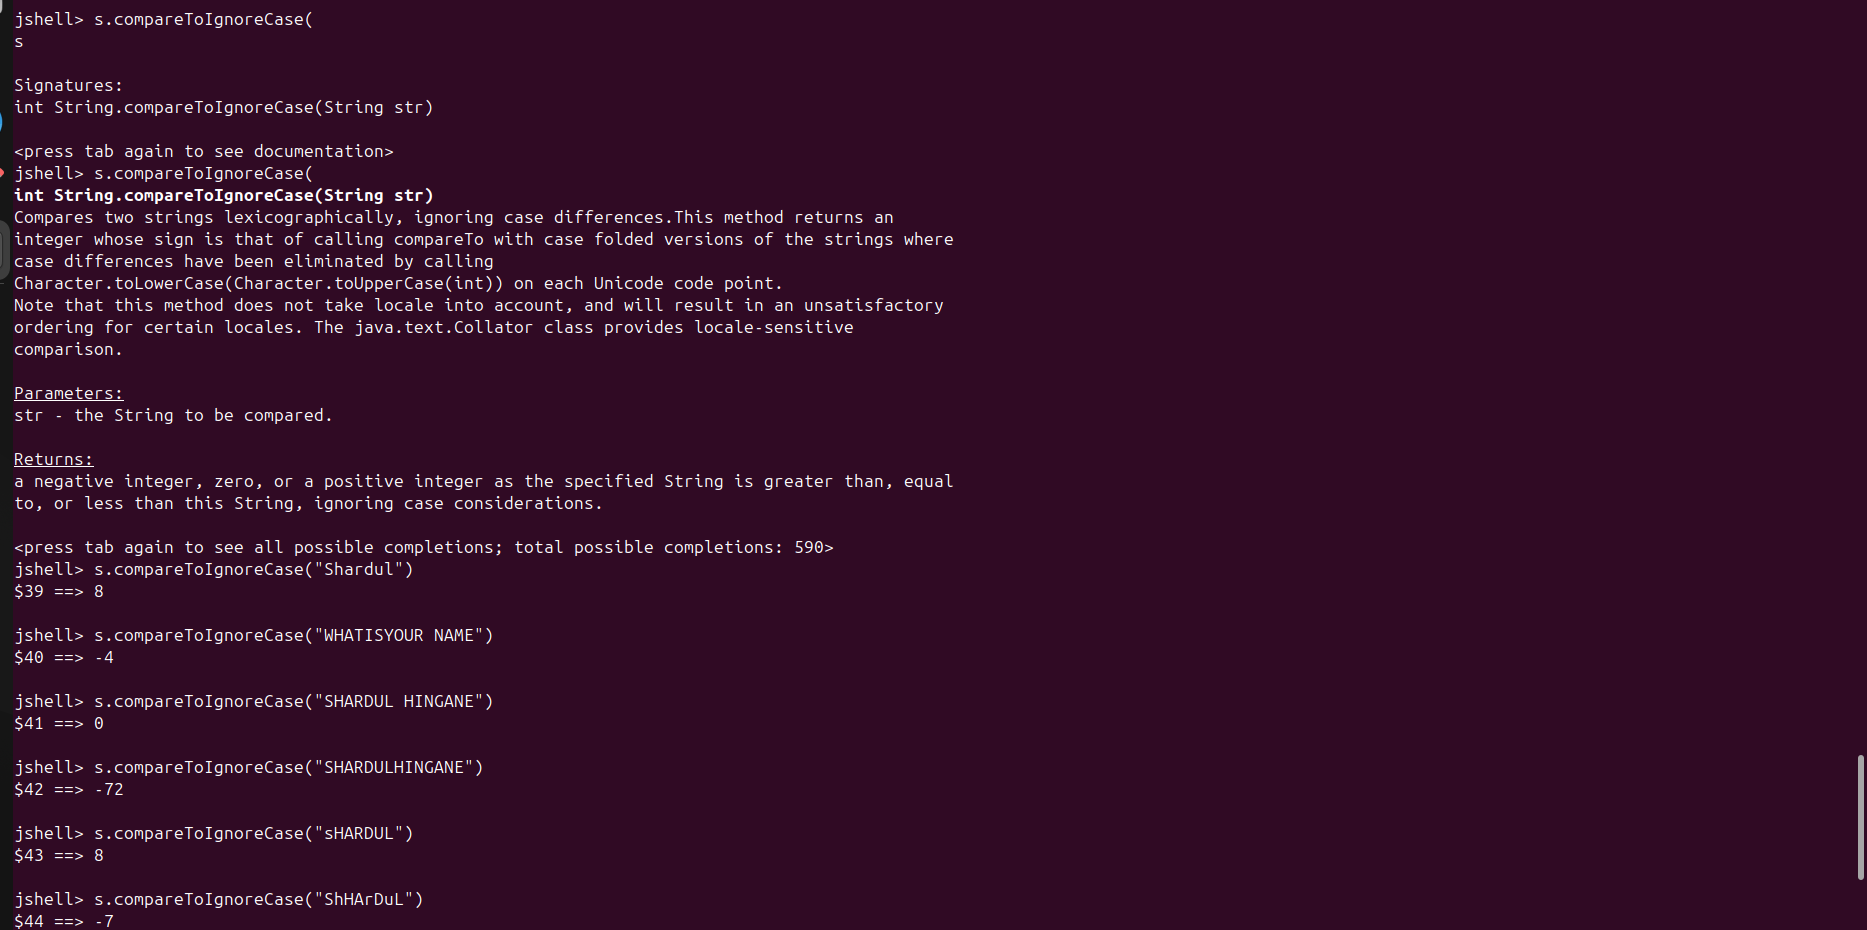 jshell> s.compareToIgnoreCase(
s
Signatures:
int String.compareToIgnoreCase(String str)
<press tab again to see documentation>
jshell> s.compareToIgnoreCase(
int String.compareToIgnoreCase(String str)
Compares two strings lexicographically, ignoring case differences.This method returns an
integer whose sign is that of calling compareTo with case folded versions of the strings where
case differences have been eliminated by calling
Character.toLowerCase(Character.toUpperCase(int)) on each Unicode code point.
Note that this method does not take locale into account, and will result in an unsatisfactory
ordering for certain locales. The java.text.Collator class provides locale-sensitive
comparison.
Parameters:
str - the String to be compared.
Returns:
a negative integer, zero, or a positive integer as the specified String is greater than, equal
to, or less than this String, ignoring case considerations.
<press tab again to see all possible completions; total possible completions: 590>
jshell> s.compareToIgnoreCase("Shardul")
$39 ==> 8
jshell> s.compareToIgnoreCase("WHATISYOUR NAME")
$40 ==> -4
jshell> s.compareToIgnoreCase("SHARDUL HINGANE")
$41 ==> 0
jshell> s.compareToIgnoreCase("SHARDULHINGANE")
$42 ==> -72
jshell> s.compareToIgnoreCase("sHARDUL")
$43 ==> 8
jshell> s.compareToIgnoreCase("ShHArDuL")
$44 ==> -7